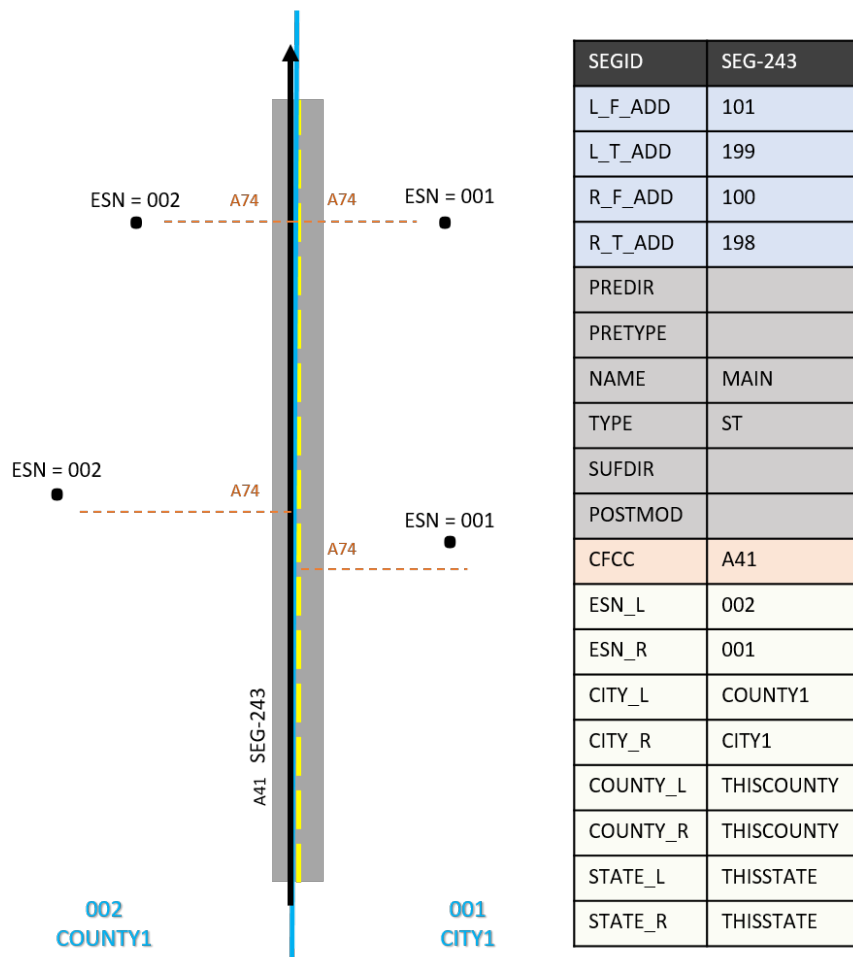 ESN = 002
A74
A74
ESN = 001
ESN = 002
A74
ESN = 001
A74
A41 SEG-243
002
COUNTY1
001
CITY1
SEGID SEG-243
L_F_ADD 101
L_T_ADD 199
R_F_ADD 100
R_T_ADD 198
PREDIR
PRETYPE
NAME MAIN
TYPE ST
SUFDIR
POSTMOD
CFCC A41
ESN_L 002
ESN_R 001
CITY_L COUNTY1
CITY_R CITY1
COUNTY_L THISCOUNTY
COUNTY_R THISCOUNTY
STATE_L THISSTATE
STATE_R THISSTATE